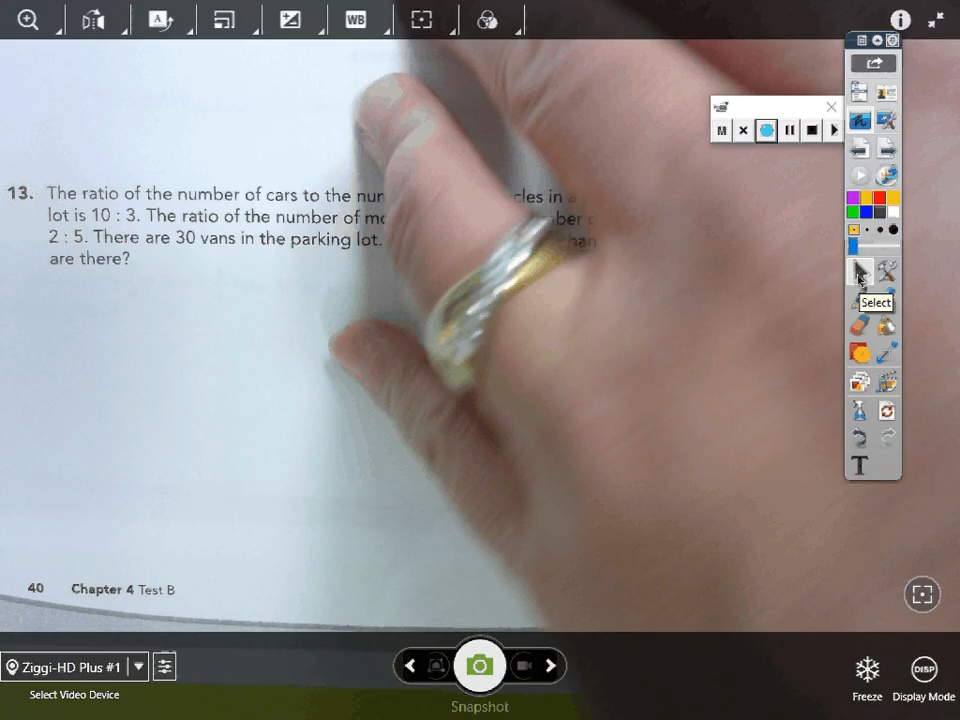 WB
A
i
M
13. The ratio of the number of cars to the cles in a
lot is 10 : 3. The ratio of the number of
2 : 5. There are 30 vans in the parking lot.
are there?
Select
T
40 Chapter 4 Test B
Ziggi-HD Plus #1
Select Video Device
Snapshot
Freeze
DISP
Display Mode